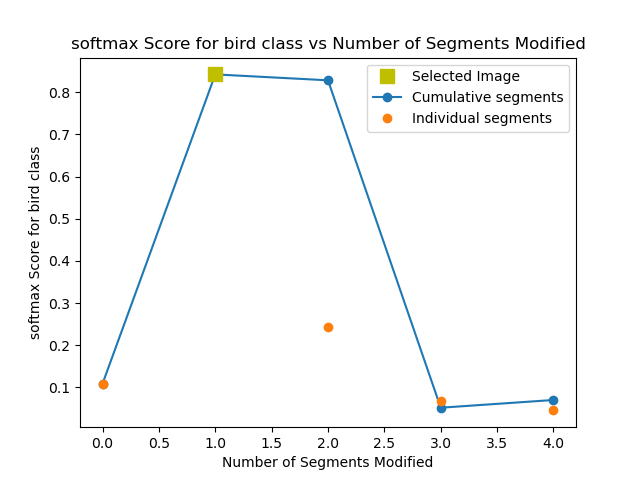 softmax Score for bird class vs Number of Segments Modified
Selected Image
Cumulative segments
Individual segments
softmax Score for bird class
0.8
0.7
0.6
0.5
0.4
0.3
0.2
0.1
0.0 0.5 1.0 1.5 2.0 2.5 3.0 3.5 4.0
Number of Segments Modified